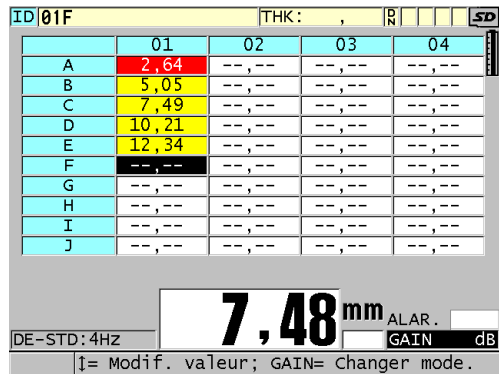 ID 01F THK: , DN SD
01 02 03 04
A 2,64 --,-- --,-- --,--
B 5,05 --,-- --,-- --,--
C 7,49 --,-- --,-- --,--
D 10,21 --,-- --,-- --,--
E 12,34 --,-- --,-- --,--
F --,-- --,-- --,-- --,--
G --,-- --,-- --,-- --,--
H --,-- --,-- --,-- --,--
I --,-- --,-- --,-- --,--
J --,-- --,-- --,-- --,--
7,48 mm ALAR.
DE-STD:4Hz GAIN dB
↕= Modif. valeur; GAIN= Changer mode.